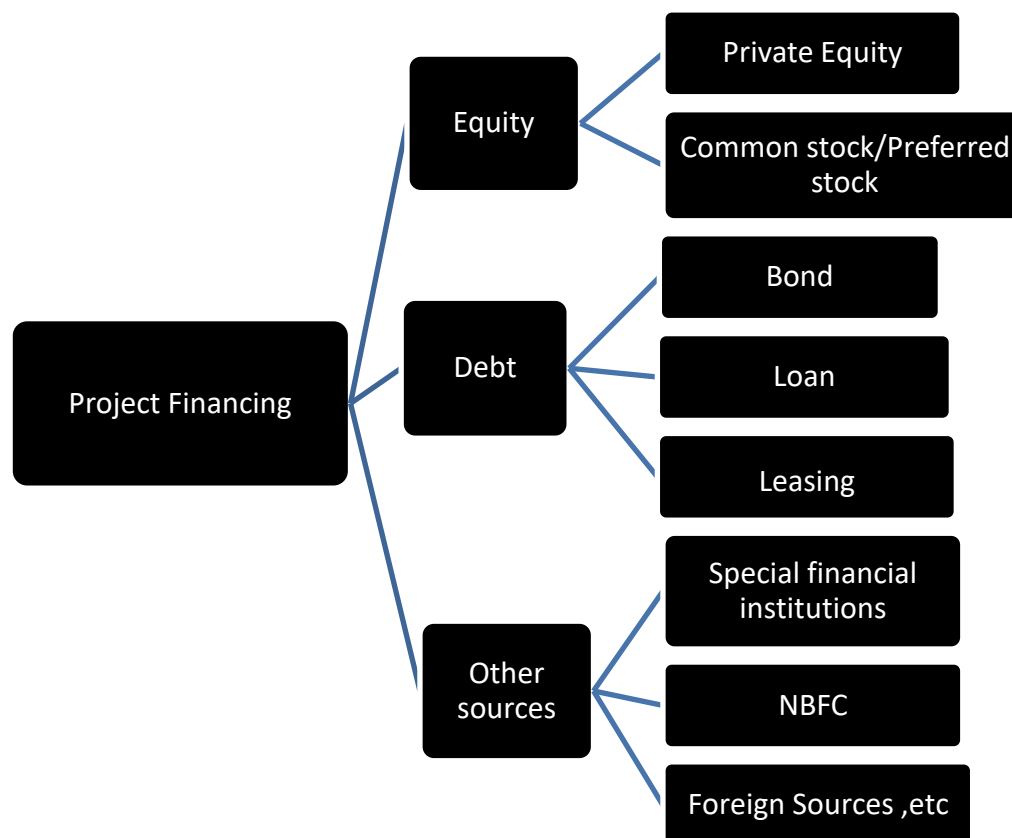 Project Financing
Equity
Private Equity
Common stock/Preferred
stock
Debt
Bond
Loan
Leasing
Other
sources
Special financial
institutions
NBFC
Foreign Sources ,etc